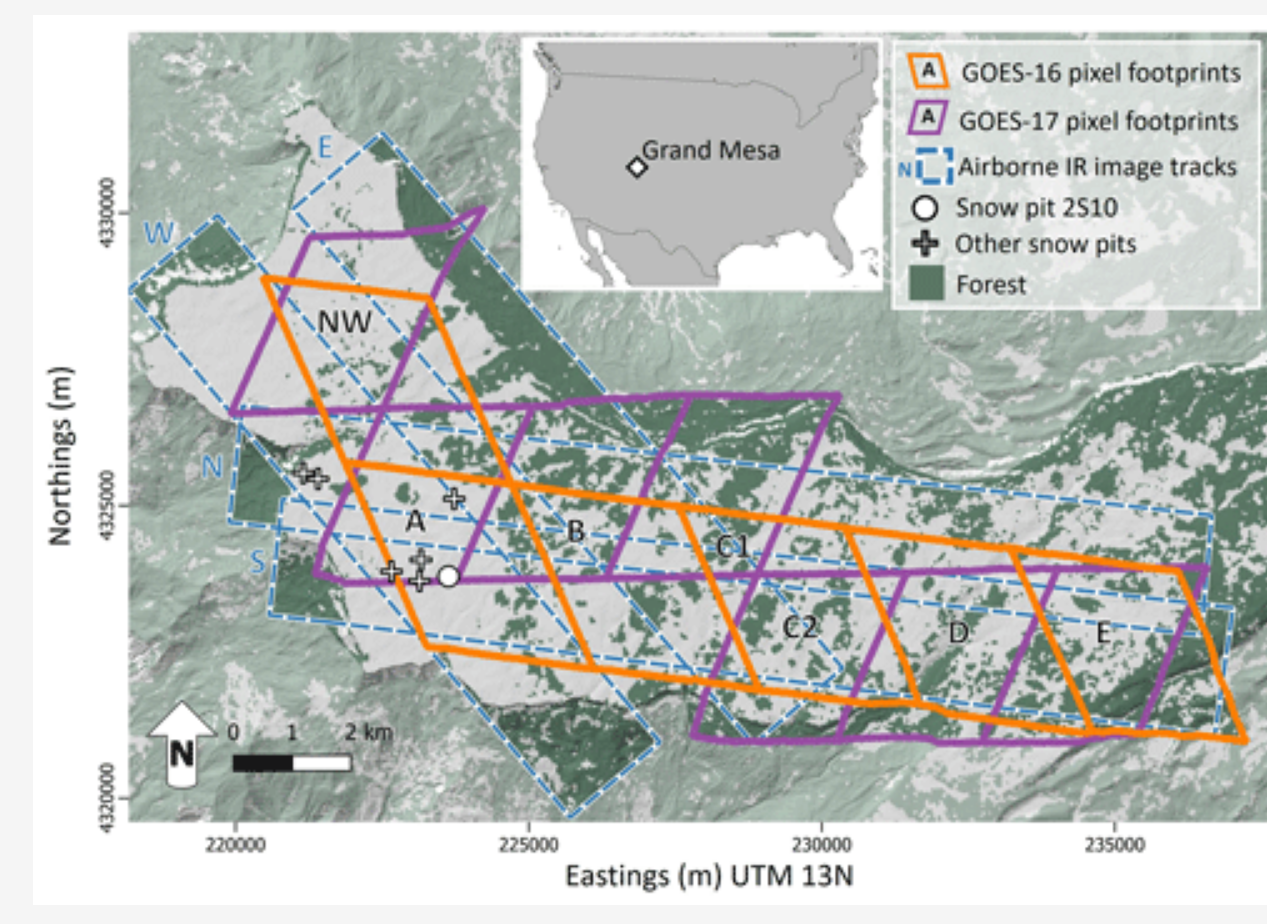 A GOES-16 pixel footprints
A GOES-17 pixel footprints
N Airborne IR image tracks
Snow pit 2S10
Other snow pits
Forest
Grand Mesa
E
W
NW
N
A
B
C1
S
C2
D
E
N
0 1 2 km
4330000
4325000
4320000
Northings (m)
220000 225000 230000 235000
Eastings (m) UTM 13N